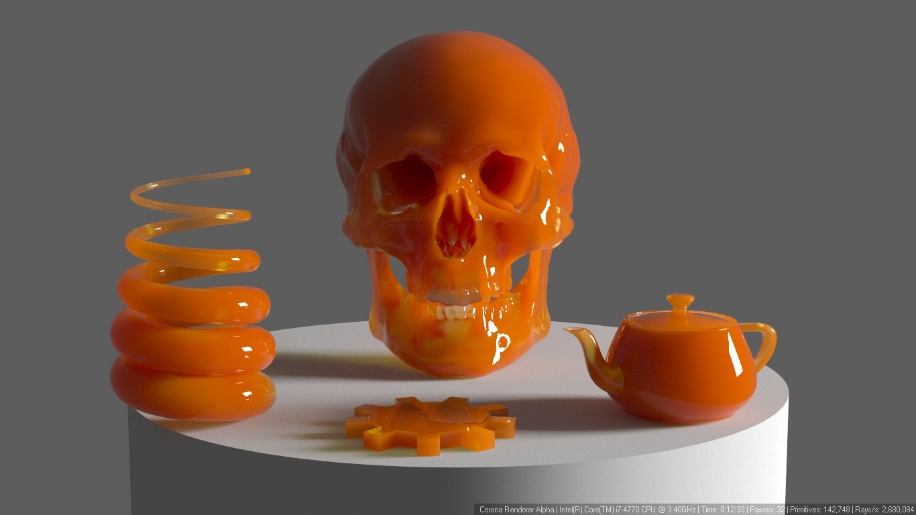 Corona Renderer Alpha | Intel(R) Core(TM) i7-4770 CPU @ 3.40GHz | Time: 0:12:33 | Passes: 32 | Primitives: 142,748 | Rays/s: 2,680,084